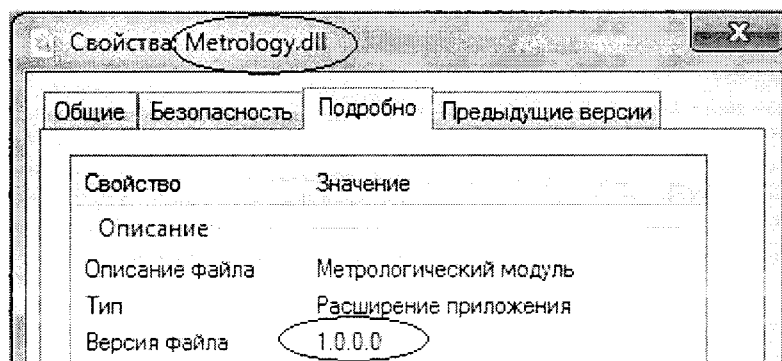 Свойства: Metrology.dll
Общие Безопасность Подробно Предыдущие версии
Свойство Значение
Описание
Описание файла Метрологический модуль
Тип Расширение приложения
Версия файла 1.0.0.0